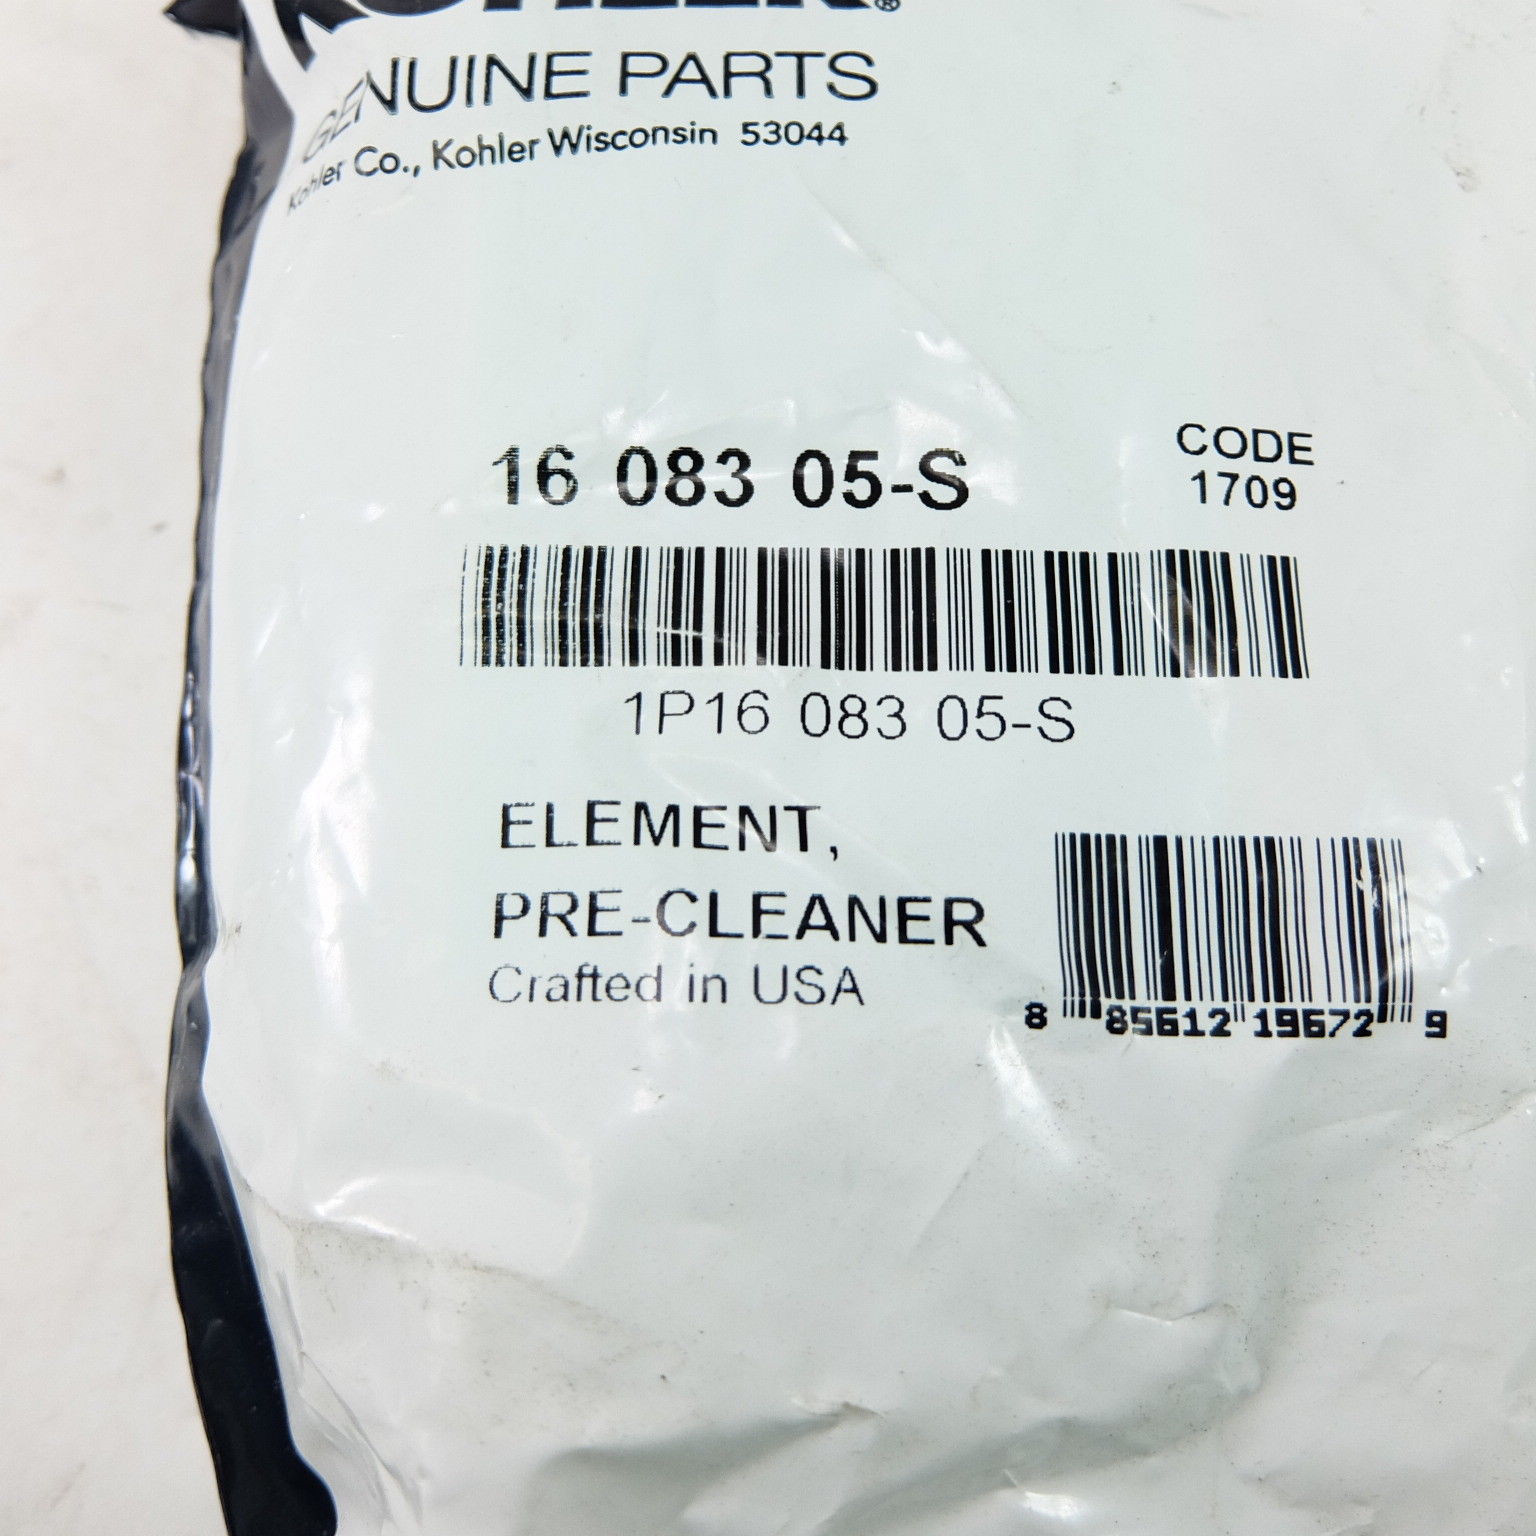 KOHLER®
GENUINE PARTS
Kohler Co., Kohler Wisconsin 53044
16 083 05-S
CODE
1709
1P16 083 05-S
ELEMENT,
PRE-CLEANER
Crafted in USA
8 85612 19672 9